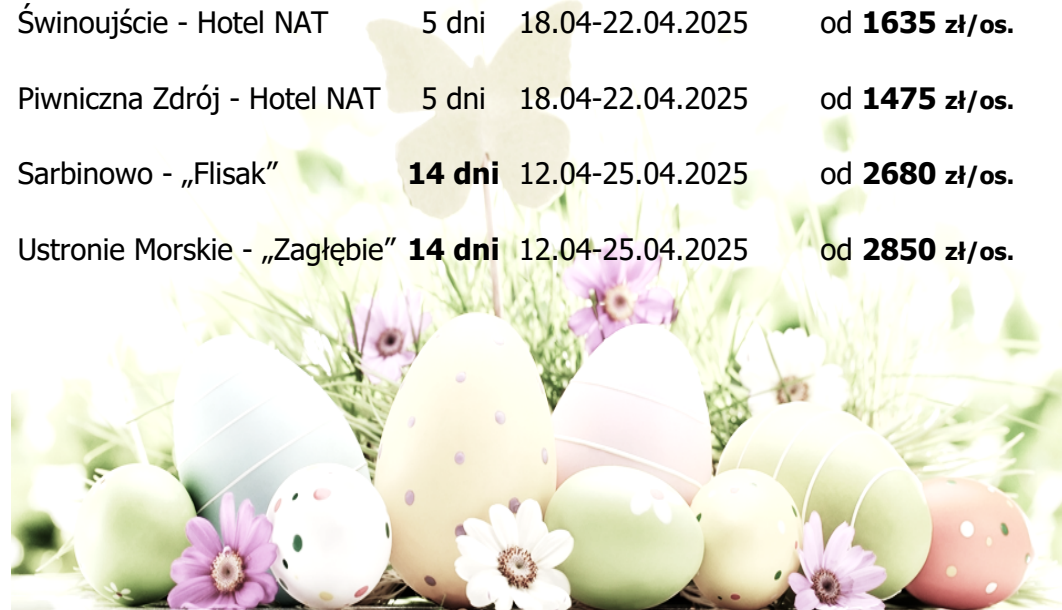 Świnoujście - Hotel NAT 5 dni 18.04-22.04.2025 od 1635 zł/os.
Piwniczna Zdrój - Hotel NAT 5 dni 18.04-22.04.2025 od 1475 zł/os.
Sarbinowo - „Flisak” 14 dni 12.04-25.04.2025 od 2680 zł/os.
Ustronie Morskie - „Zagłębie” 14 dni 12.04-25.04.2025 od 2850 zł/os.